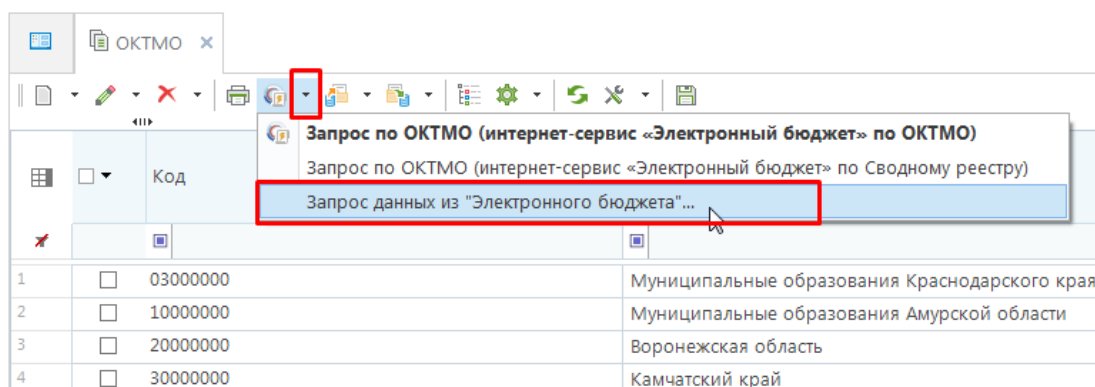 ОКТМО
Запрос по ОКТМО (интернет-сервис «Электронный бюджет» по ОКТМО)
Запрос по ОКТМО (интернет-сервис «Электронный бюджет» по Сводному реестру)
Запрос данных из "Электронного бюджета"...
Код
1 03000000 Муниципальные образования Краснодарского края
2 10000000 Муниципальные образования Амурской области
3 20000000 Воронежская область
4 30000000 Камчатский край